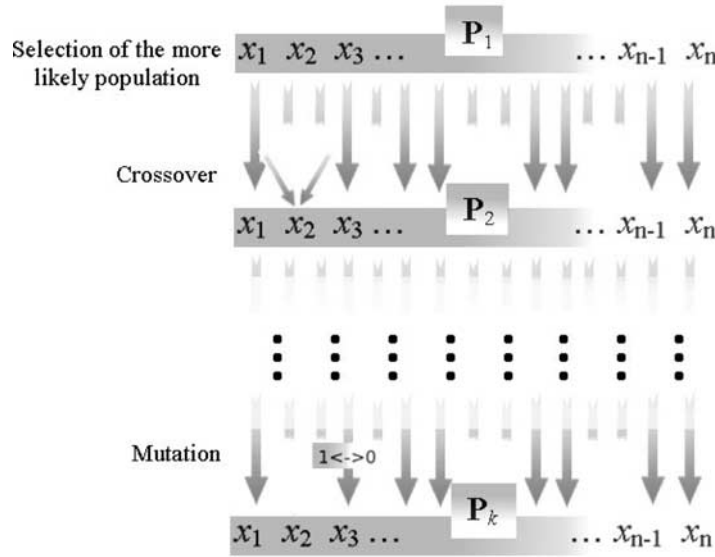 Selection of the more
likely population
P1
x1 x2 x3 ... ... xn-1 xn
Crossover
P2
x1 x2 x3 ... ... xn-1 xn
Mutation
1<->0
Pk
x1 x2 x3 ... ... xn-1 xn